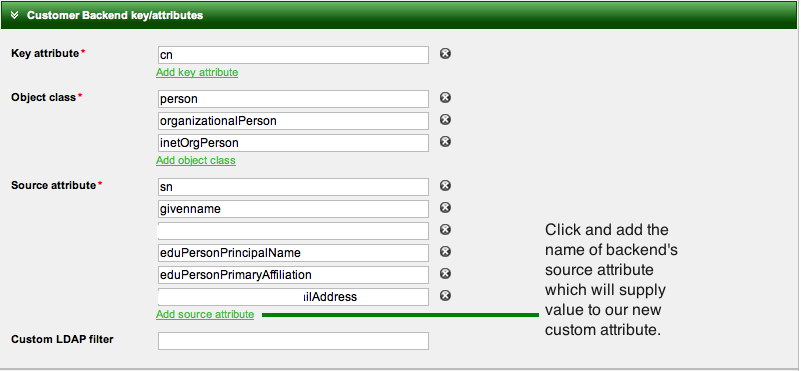 Customer Backend key/attributes
Key attribute*
cn
Add key attribute
Object class*
person
organizationalPerson
inetOrgPerson
Add object class
Source attribute*
sn
givenname
eduPersonPrincipalName
eduPersonPrimaryAffiliation
Add source attribute
Click and add the
name of backend's
source attribute
which will supply
value to our new
custom attribute.
Custom LDAP filter